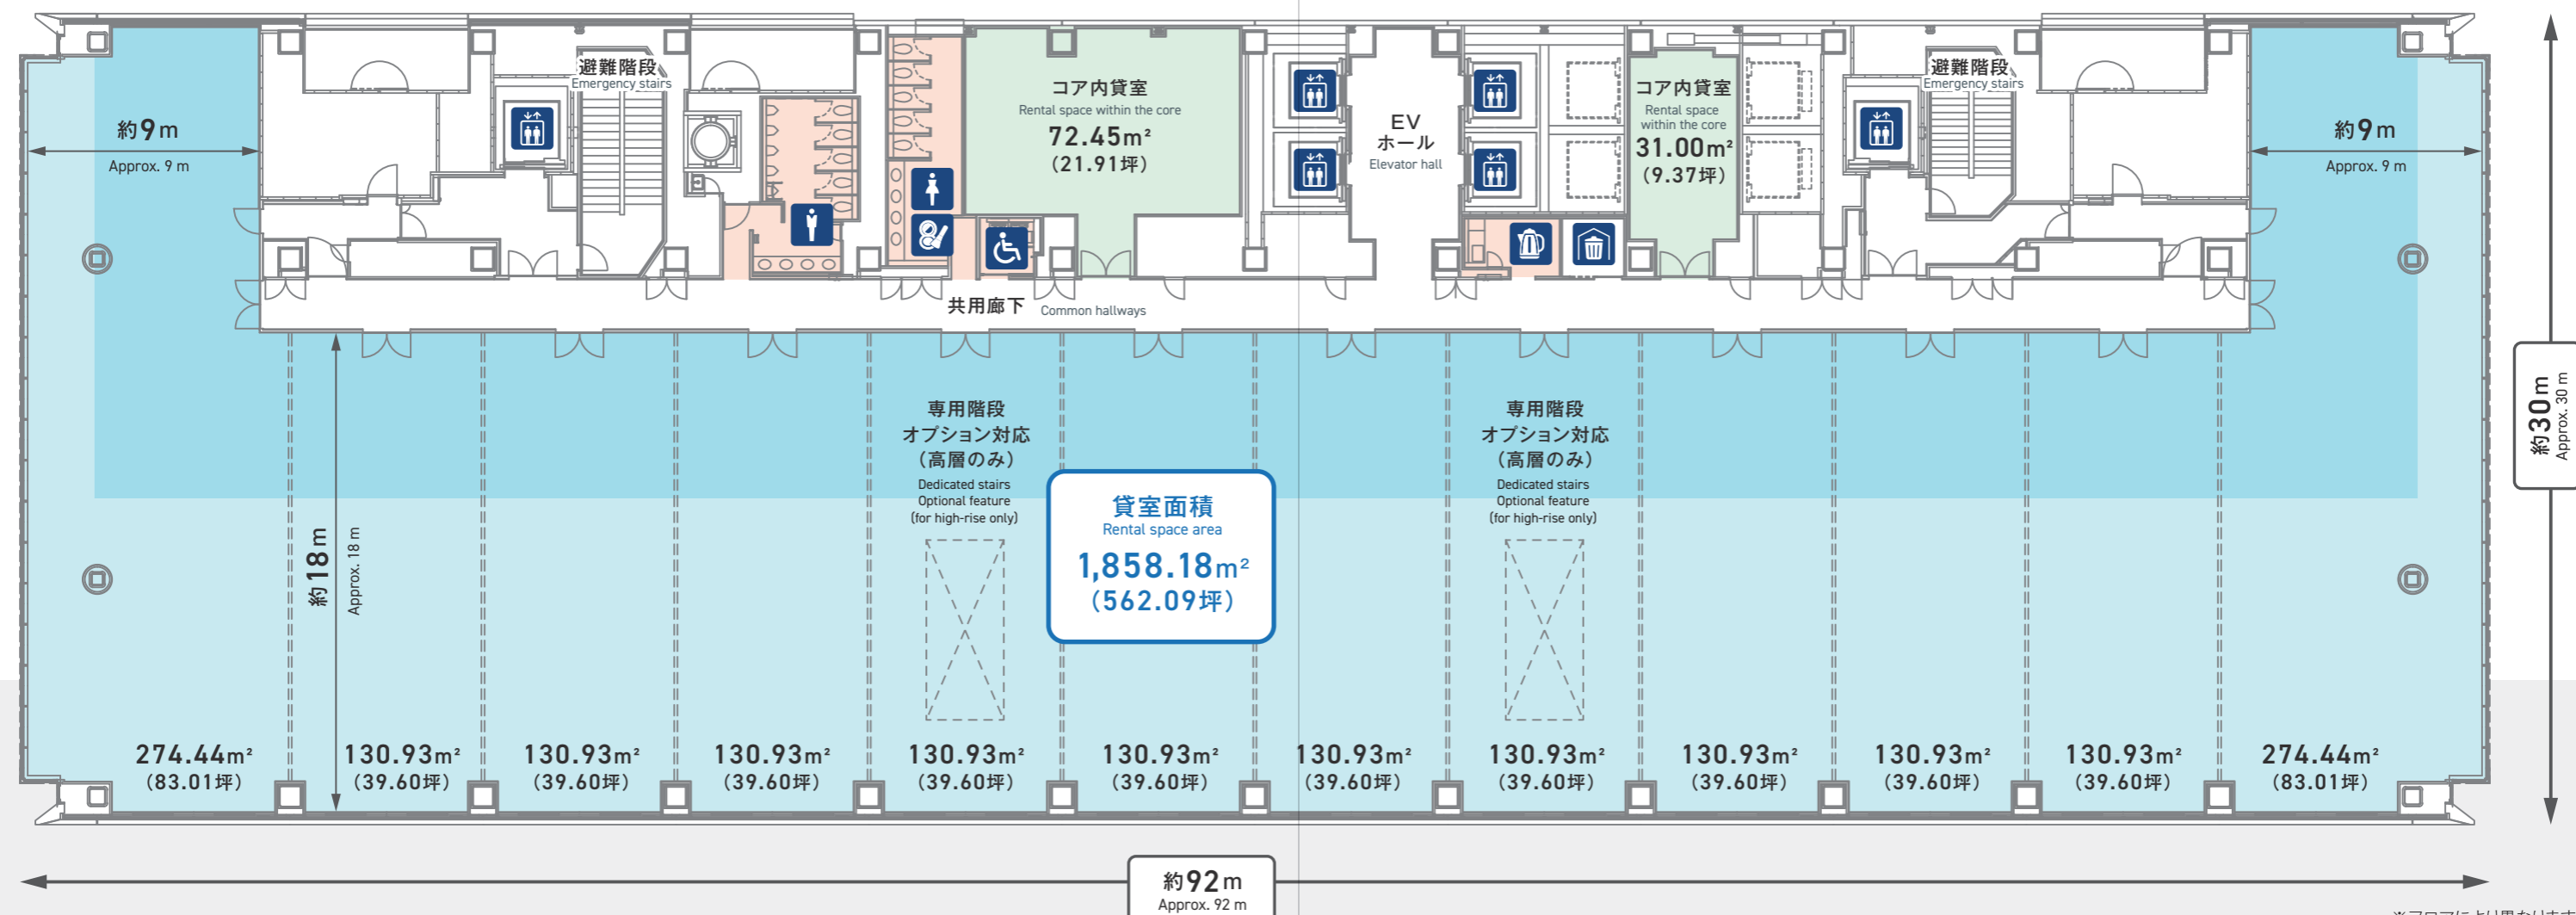 避難階段
Emergency stairs
避難階段
Emergency stairs
約9m
Approx. 9 m
コア内貸室
Rental space within the core
72.45m²
(21.91坪)
EV
ホール
Elevator hall
コア内貸室
Rental space
within the core
31.00m²
(9.37坪)
約9m
Approx. 9 m
共用廊下 Common hallways
約18m
Approx. 18 m
専用階段
オプション対応
(高層のみ)
Dedicated stairs
Optional feature
(for high-rise only)
専用階段
オプション対応
(高層のみ)
Dedicated stairs
Optional feature
(for high-rise only)
貸室面積
Rental space area
1,858.18m²
(562.09坪)
約30m
Approx. 30 m
274.44m²
(83.01坪)
130.93m²
(39.60坪)
130.93m²
(39.60坪)
130.93m²
(39.60坪)
130.93m²
(39.60坪)
130.93m²
(39.60坪)
130.93m²
(39.60坪)
130.93m²
(39.60坪)
130.93m²
(39.60坪)
130.93m²
(39.60坪)
130.93m²
(39.60坪)
274.44m²
(83.01坪)
約92m
Approx. 92 m